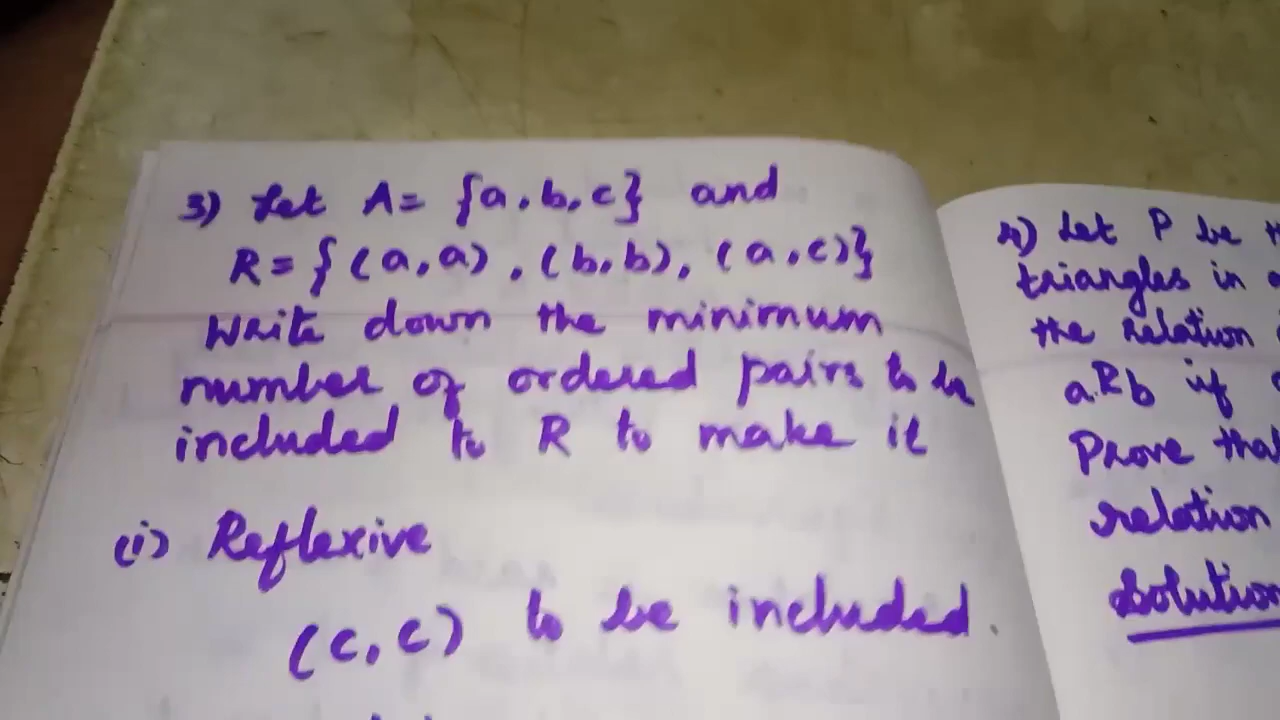 3) Let A= {a, b, c} and
R= {(a,a), (b,b), (a,c)}
Write down the minimum
number of ordered pairs to be
included to R to make it
(i) Reflexive
(c,c) to be included.
4) Let P be
triangles in
the relation
aRb if
Prove that
relation
Solution